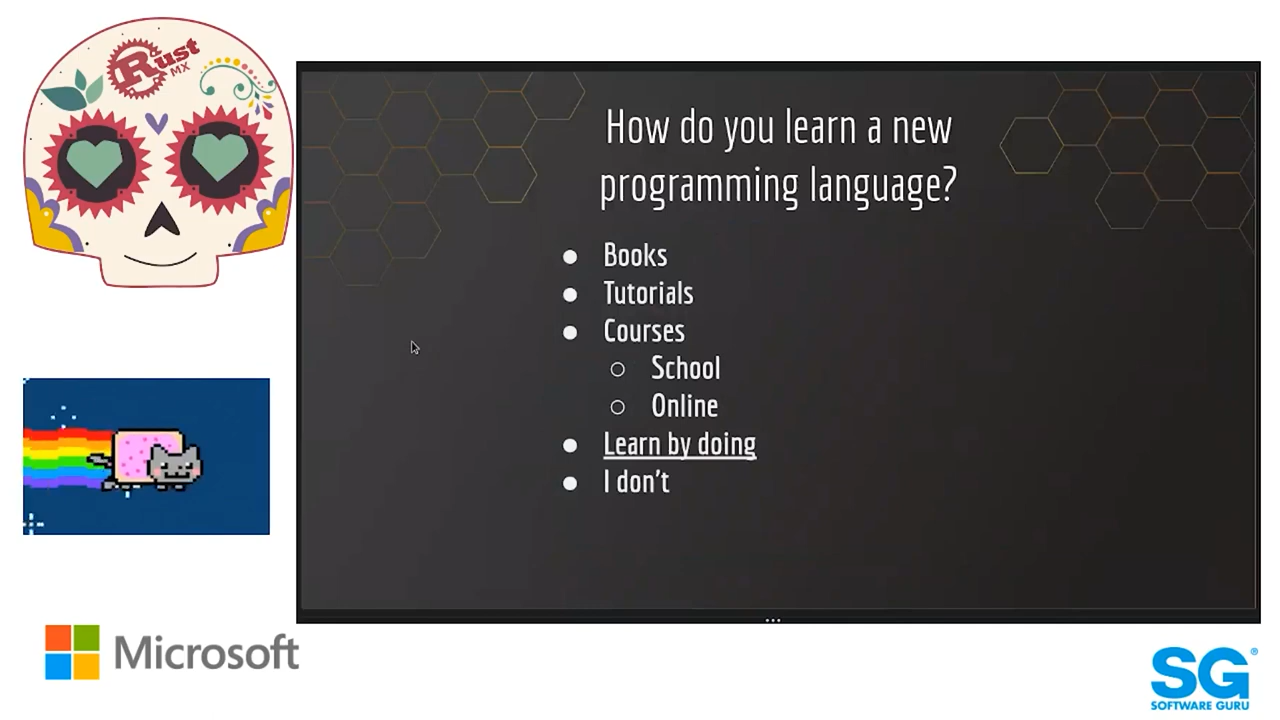 Rust
MX
How do you learn a new
programming language?
● Books
● Tutorials
● Courses
○ School
○ Online
● Learn by doing
● I don't
Microsoft
SG®
SOFTWARE GURU